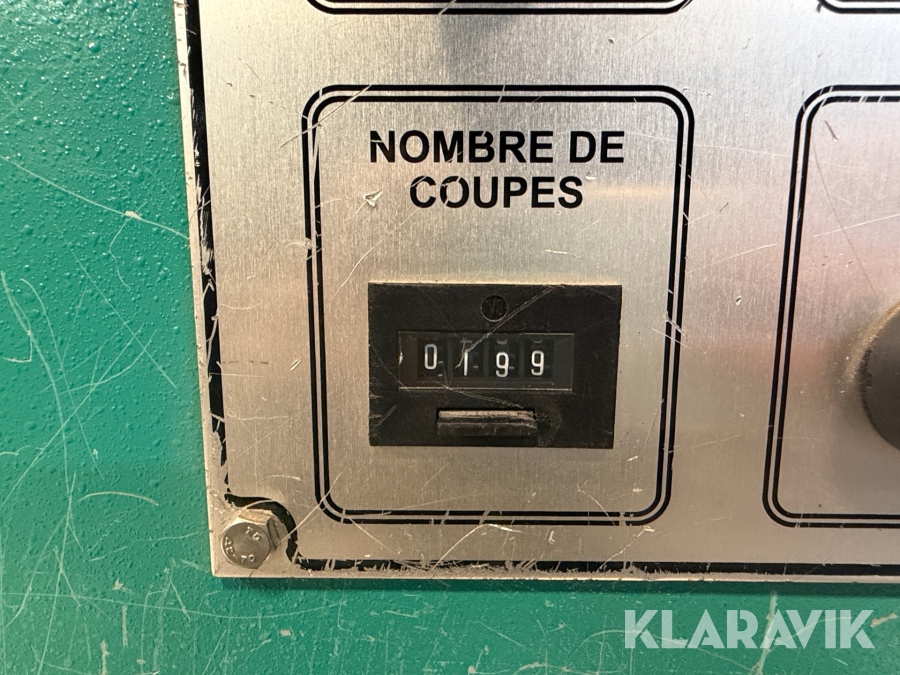 NOMBRE DE
COUPES
0199
KLARAVIK